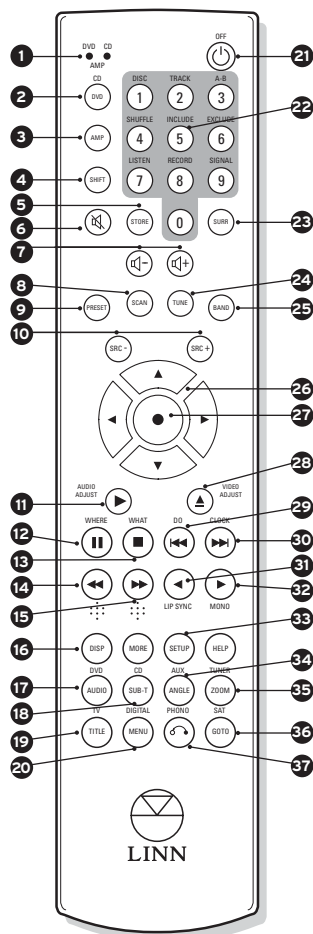 DVD CD OFF
1 AMP 21
CD DISC TRACK A-B
2 DVD 1 2 3 22
SHUFFLE INCLUDE EXCLUDE
3 AMP 4 5 6
LISTEN RECORD SIGNAL
4 SHIFT 7 8 9
5
6 STORE 0 SURR 23
7 - +
8 24
9 PRESET SCAN TUNE BAND 25
10
SRC - SRC +
26
27
28
AUDIO ADJUST VIDEO ADJUST
11 29
WHERE WHAT DO CLOCK
12 30
13
14 31
15 LIP SYNC MONO 32
33
16 DISP MORE SETUP HELP
34
DVD CD AUX TUNER
17 AUDIO SUB-T ANGLE ZOOM 35
18
TV DIGITAL PHONO SAT
19 TITLE MENU GOTO 36
20 37
LINN